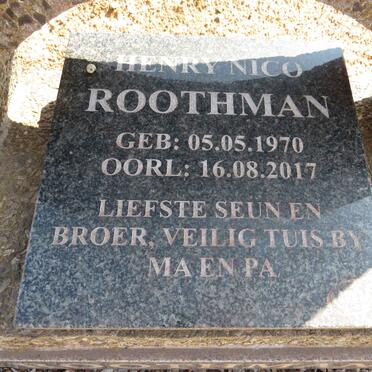 HENRY NICO
ROOTHMAN
GEB: 05.05.1970
OORL: 16.08.2017
LIEFSTE SEUN EN
BROER, VEILIG TUIS BY
MA EN PA